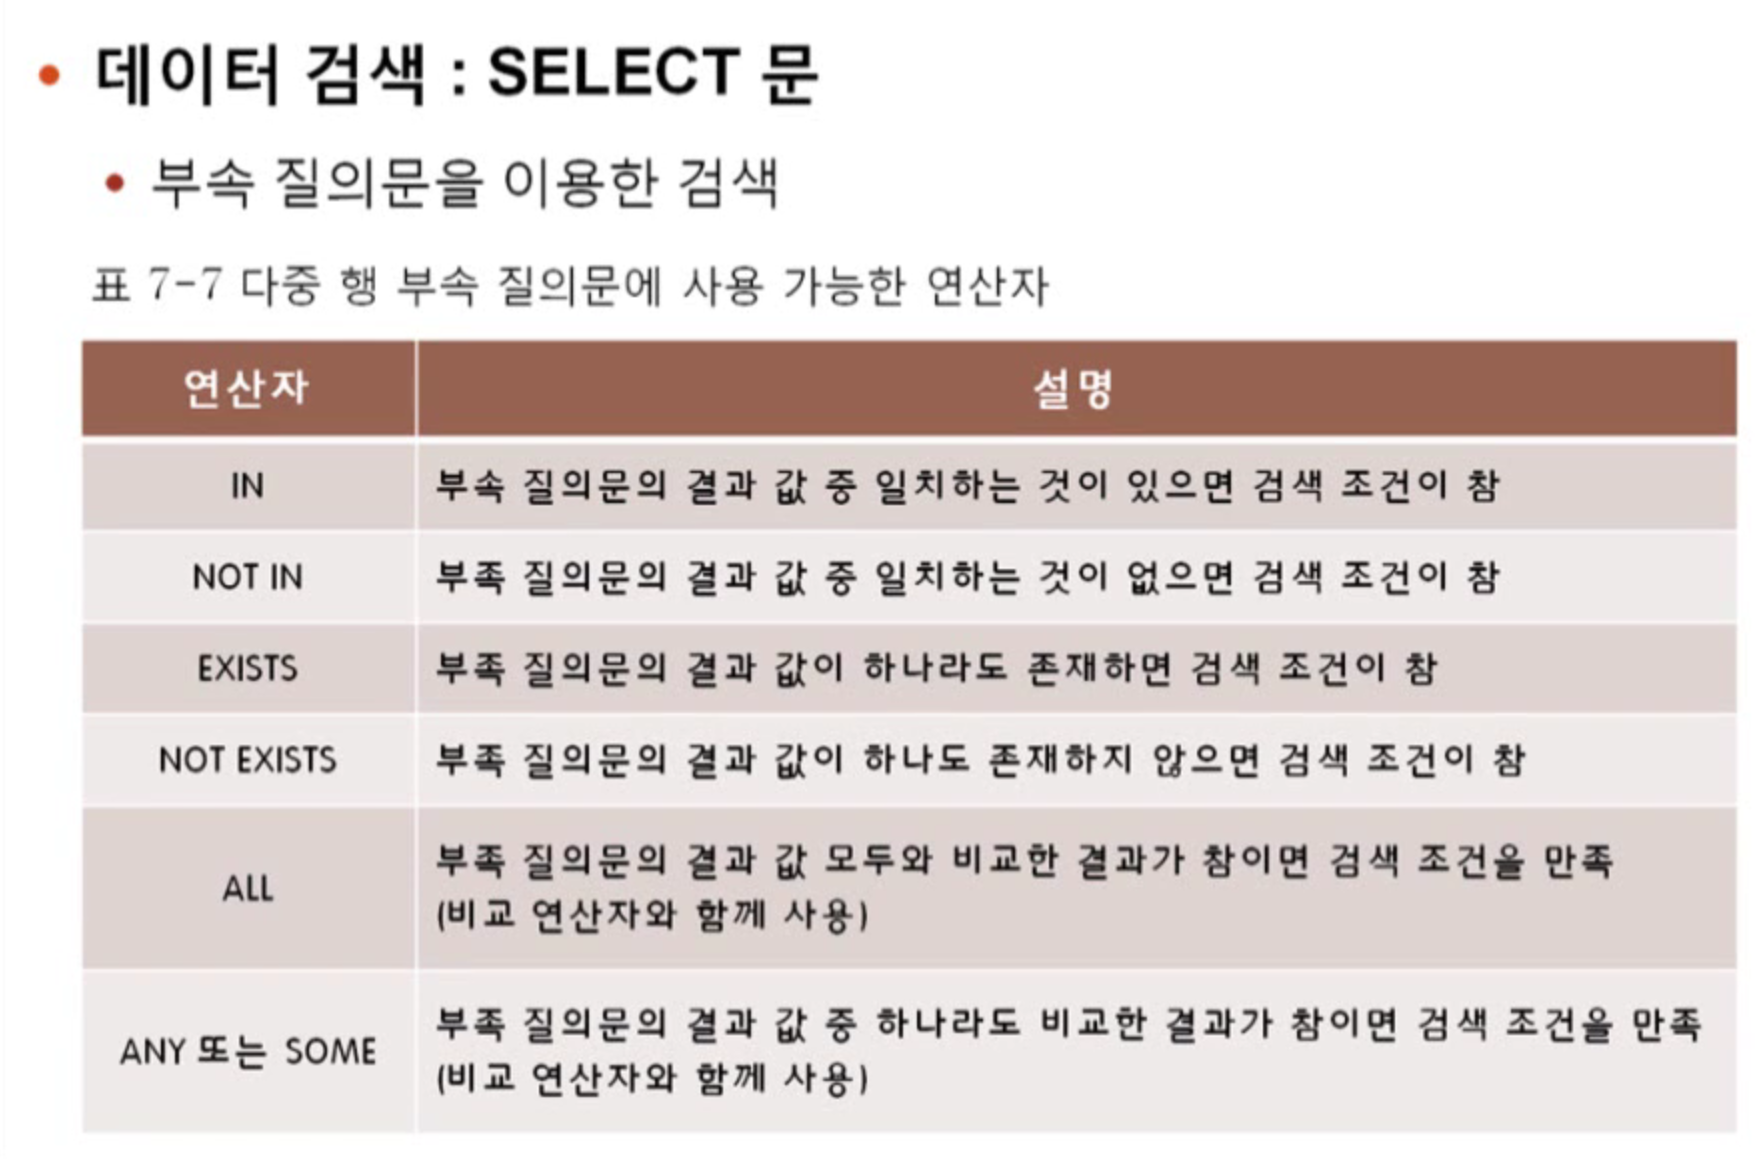 • 데이터 검색 : SELECT 문
• 부속 질의문을 이용한 검색
표 7-7 다중 행 부속 질의문에 사용 가능한 연산자
연산자 설명
IN 부속 질의문의 결과 값 중 일치하는 것이 있으면 검색 조건이 참
NOT IN 부족 질의문의 결과 값 중 일치하는 것이 없으면 검색 조건이 참
EXISTS 부족 질의문의 결과 값이 하나라도 존재하면 검색 조건이 참
NOT EXISTS 부족 질의문의 결과 값이 하나도 존재하지 않으면 검색 조건이 참
ALL 부족 질의문의 결과 값 모두와 비교한 결과가 참이면 검색 조건을 만족
(비교 연산자와 함께 사용)
ANY 또는 SOME 부족 질의문의 결과 값 중 하나라도 비교한 결과가 참이면 검색 조건을 만족
(비교 연산자와 함께 사용)